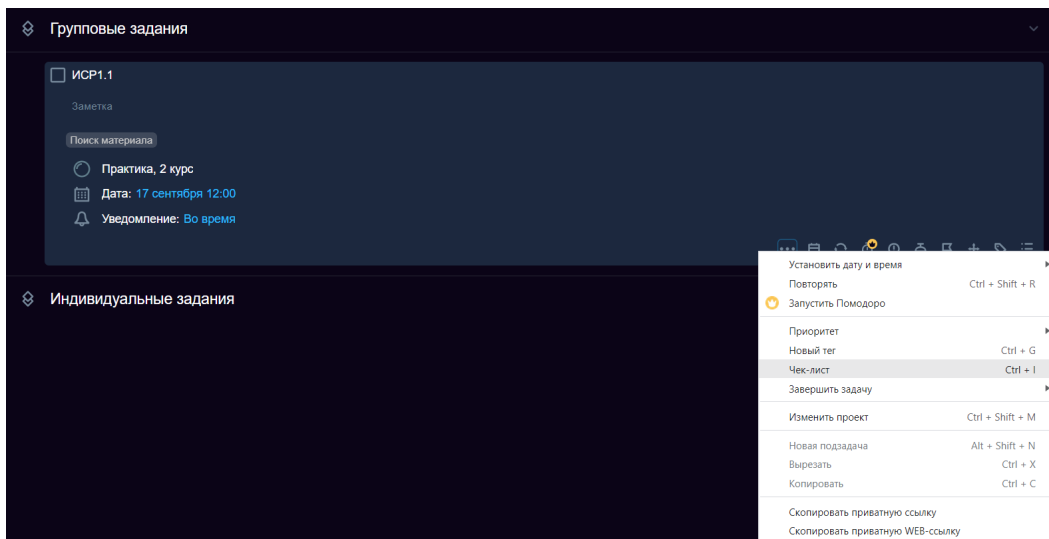 Групповые задания
ИСР1.1
Заметка
Поиск материала
Практика, 2 курс
Дата: 17 сентября 12:00
Уведомление: Во время
Индивидуальные задания
Установить дату и время
Повторять Ctrl + Shift + R
Запустить Помодоро
Приоритет
Новый тег Ctrl + G
Чек-лист Ctrl + I
Завершить задачу
Изменить проект Ctrl + Shift + M
Новая подзадача Alt + Shift + N
Вырезать Ctrl + X
Копировать Ctrl + C
Скопировать приватную ссылку
Скопировать приватную WEB-ссылку